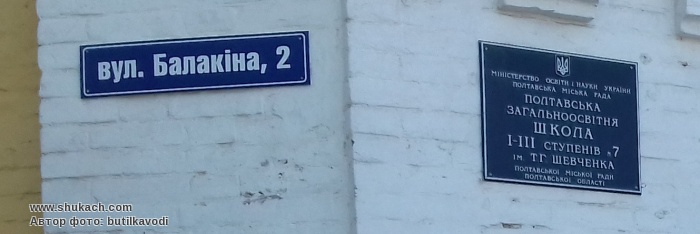 вул. Балакіна, 2
МІНІСТЕРСТВО ОСВІТИ І НАУКИ УКРАЇНИ
ПОЛТАВСЬКА МІСЬКА РАДА
ПОЛТАВСЬКА
ЗАГАЛЬНООСВІТНЯ
ШКОЛА
І-ІІІ СТУПЕНІВ №7
ІМ. Т.Г. ШЕВЧЕНКА
ПОЛТАВСЬКОЇ МІСЬКОЇ РАДИ
ПОЛТАВСЬКОЇ ОБЛАСТІ
www.shukach.com
Автор фото: butilkavodi